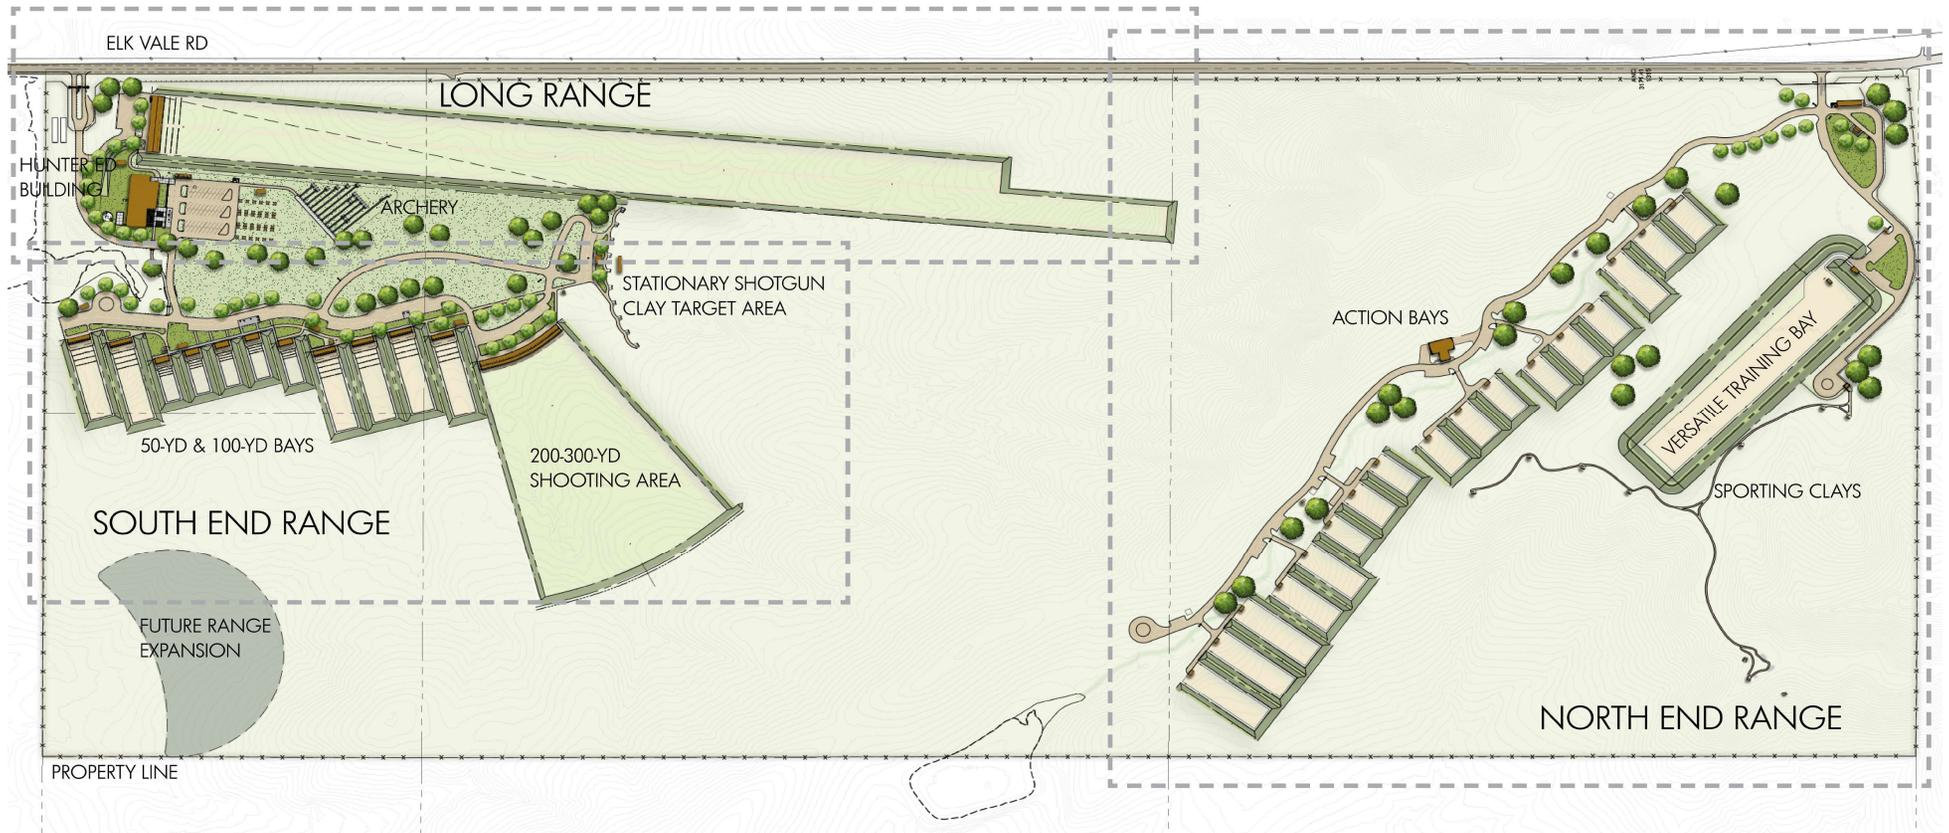 ELK VALE RD
LONG RANGE
HUNTER ED
BUILDING
ARCHERY
STATIONARY SHOTGUN
CLAY TARGET AREA
ACTION BAYS
VERSATILE TRAINING BAY
50-YD & 100-YD BAYS
200-300-YD
SHOOTING AREA
SPORTING CLAYS
SOUTH END RANGE
FUTURE RANGE
EXPANSION
NORTH END RANGE
PROPERTY LINE